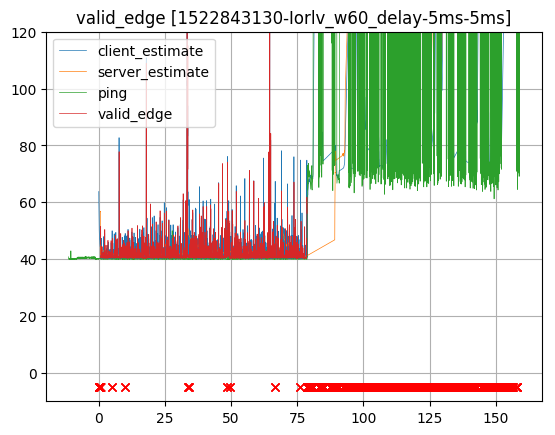 valid_edge [1522843130-Iorlv_w60_delay-5ms-5ms]
120
100
80
60
40
20
0
client_estimate
server_estimate
ping
valid_edge
0
25
50
75
100
125
150